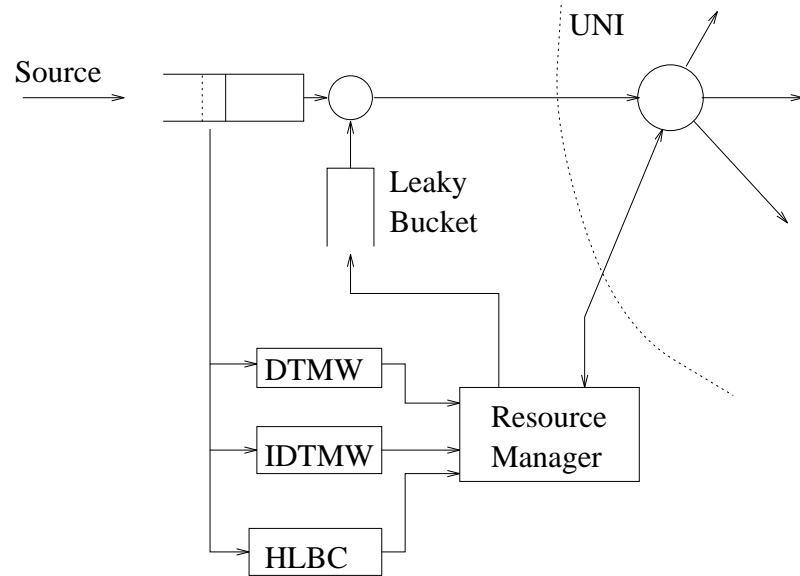 UNI
Source
Leaky
Bucket
DTMW
Resource
Manager
IDTMW
HLBC